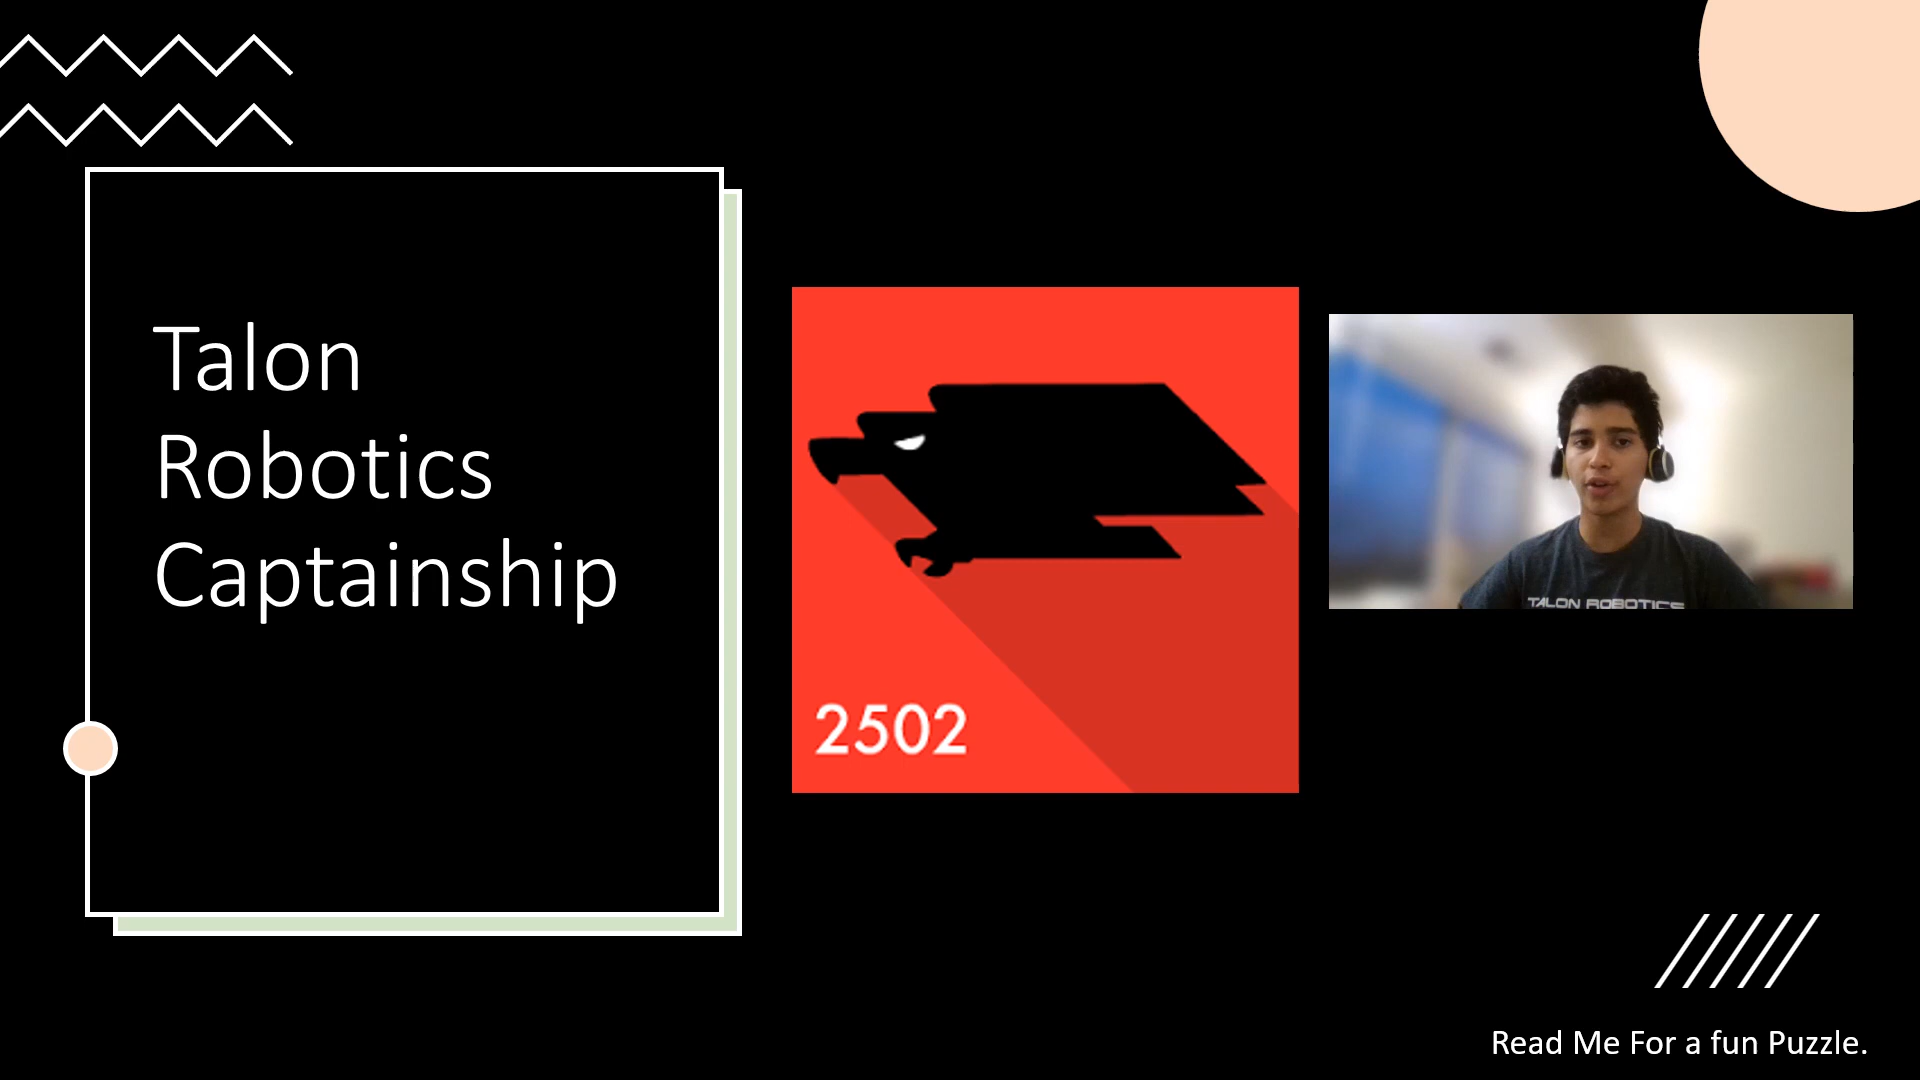 Talon
Robotics
Captainship
2502
TALON ROBOTICS
Read Me For a fun Puzzle.